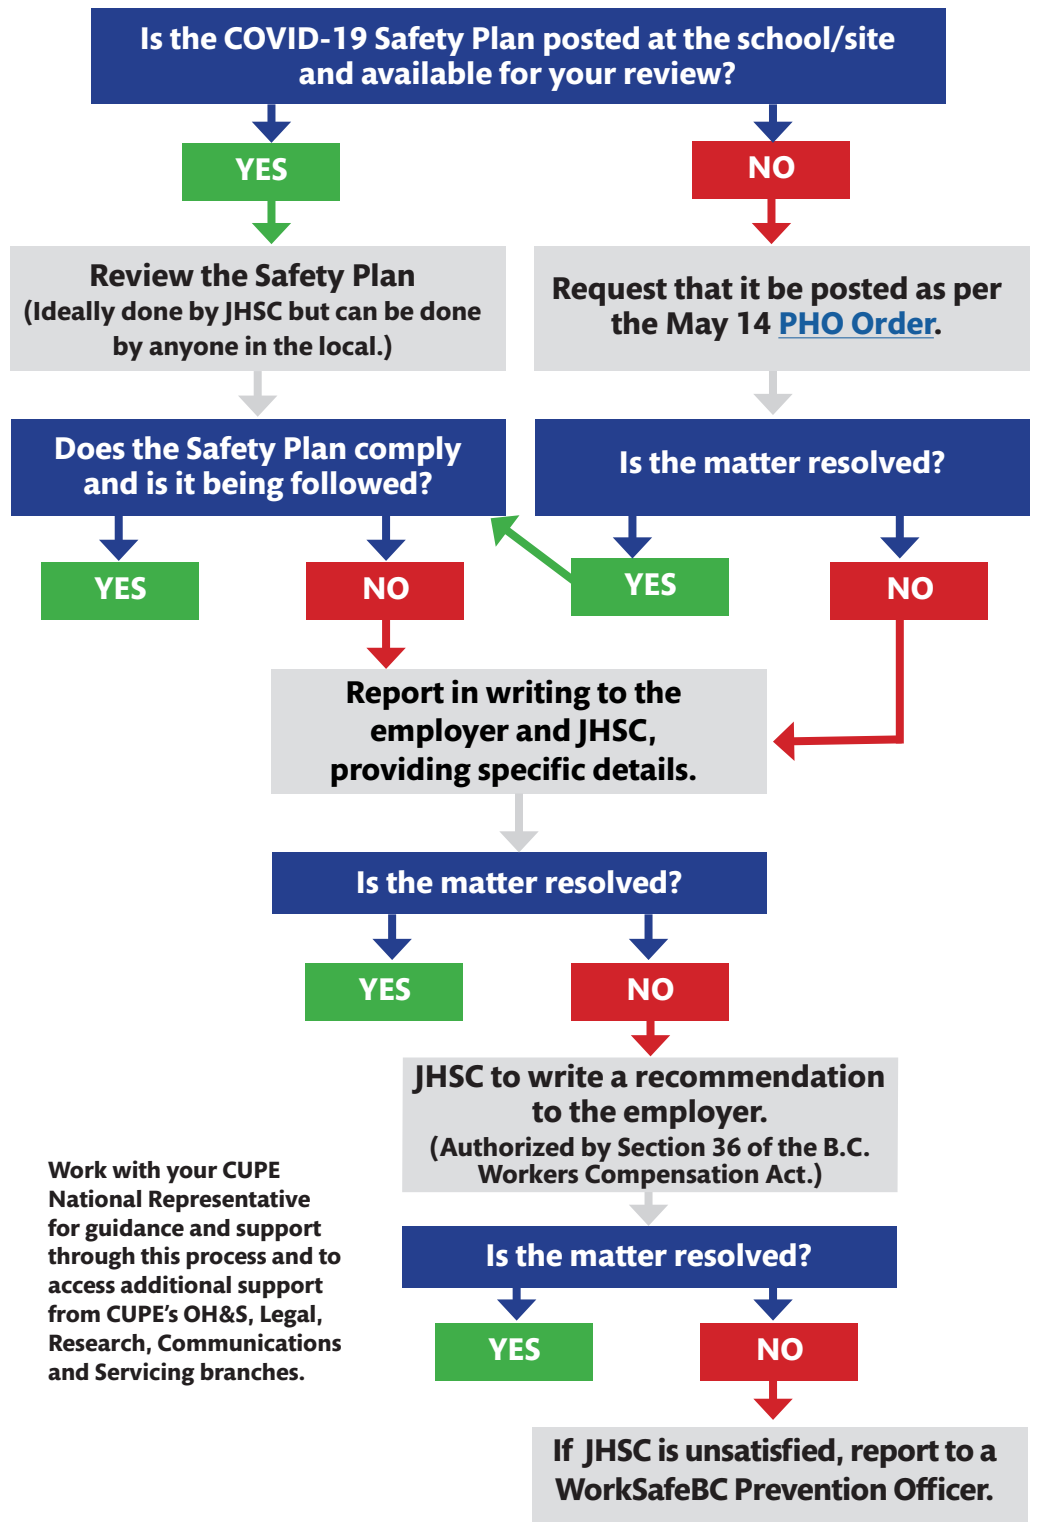 Is the COVID-19 Safety Plan posted at the school/site
and available for your review?
YES
NO
Review the Safety Plan
(Ideally done by JHSC but can be done
by anyone in the local.)
Request that it be posted as per
the May 14 PHO Order.
Does the Safety Plan comply
and is it being followed?
Is the matter resolved?
YES
NO
YES
NO
Report in writing to the
employer and JHSC,
providing specific details.
Is the matter resolved?
YES
NO
JHSC to write a recommendation
to the employer.
(Authorized by Section 36 of the B.C.
Workers Compensation Act.)
Work with your CUPE
National Representative
for guidance and support
through this process and to
access additional support
from CUPE's OH&S, Legal,
Research, Communications
and Servicing branches.
Is the matter resolved?
YES
NO
If JHSC is unsatisfied, report to a
WorkSafeBC Prevention Officer.